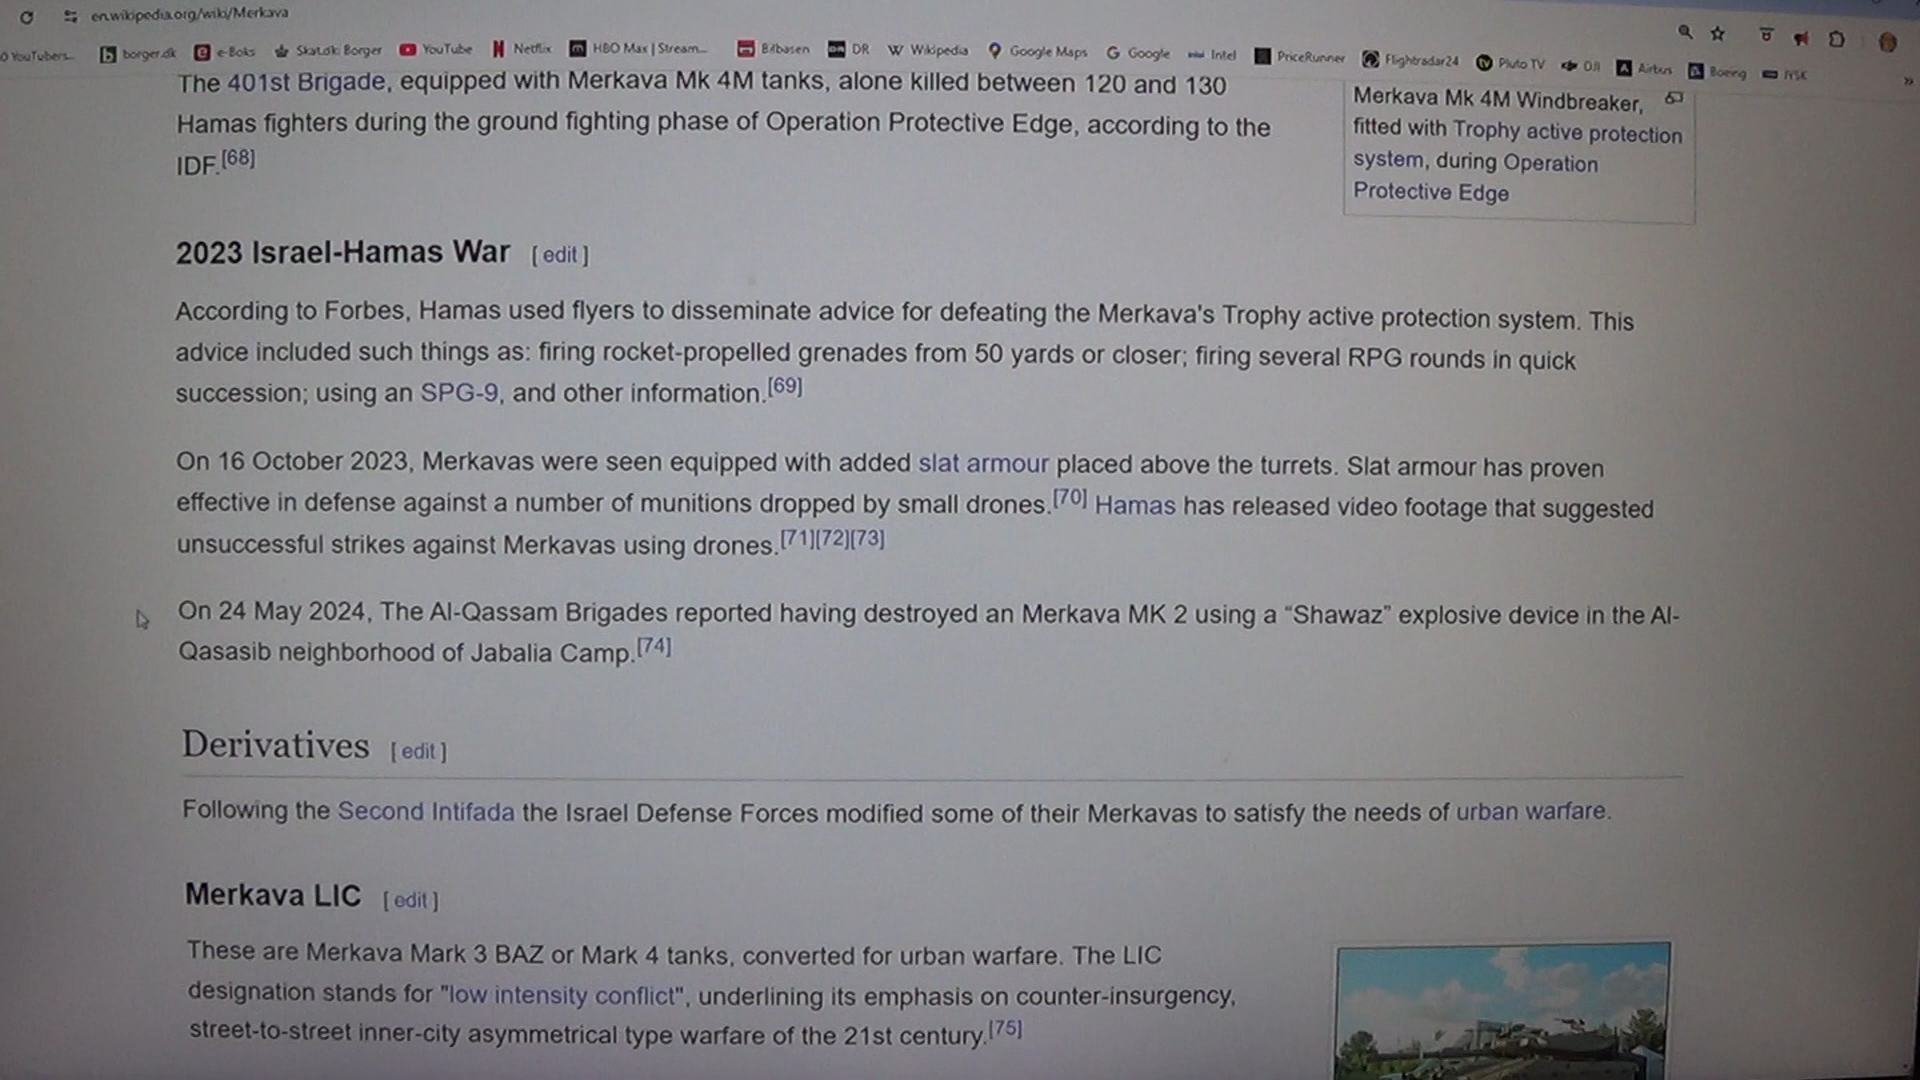 en.wikipedia.org/wiki/Merkava
YouTubers... borger.dk e-Boks Skat.dk: Borger YouTube Netflix HBO Max | Stream... Bilbasen DR Wikipedia Google Maps Google Intel PriceRunner Flightradar24 Pluto TV DJI Airbus Boeing JYSK »
The 401st Brigade, equipped with Merkava Mk 4M tanks, alone killed between 120 and 130
Hamas fighters during the ground fighting phase of Operation Protective Edge, according to the
IDF.[68]
Merkava Mk 4M Windbreaker,
fitted with Trophy active protection
system, during Operation
Protective Edge
2023 Israel-Hamas War [ edit ]
According to Forbes, Hamas used flyers to disseminate advice for defeating the Merkava's Trophy active protection system. This
advice included such things as: firing rocket-propelled grenades from 50 yards or closer; firing several RPG rounds in quick
succession; using an SPG-9, and other information.[69]
On 16 October 2023, Merkavas were seen equipped with added slat armour placed above the turrets. Slat armour has proven
effective in defense against a number of munitions dropped by small drones.[70] Hamas has released video footage that suggested
unsuccessful strikes against Merkavas using drones.[71][72][73]
On 24 May 2024, The Al-Qassam Brigades reported having destroyed an Merkava MK 2 using a “Shawaz” explosive device in the Al-
Qasasib neighborhood of Jabalia Camp.[74]
Derivatives [ edit ]
Following the Second Intifada the Israel Defense Forces modified some of their Merkavas to satisfy the needs of urban warfare.
Merkava LIC [ edit ]
These are Merkava Mark 3 BAZ or Mark 4 tanks, converted for urban warfare. The LIC
designation stands for "low intensity conflict", underlining its emphasis on counter-insurgency,
street-to-street inner-city asymmetrical type warfare of the 21st century.[75]